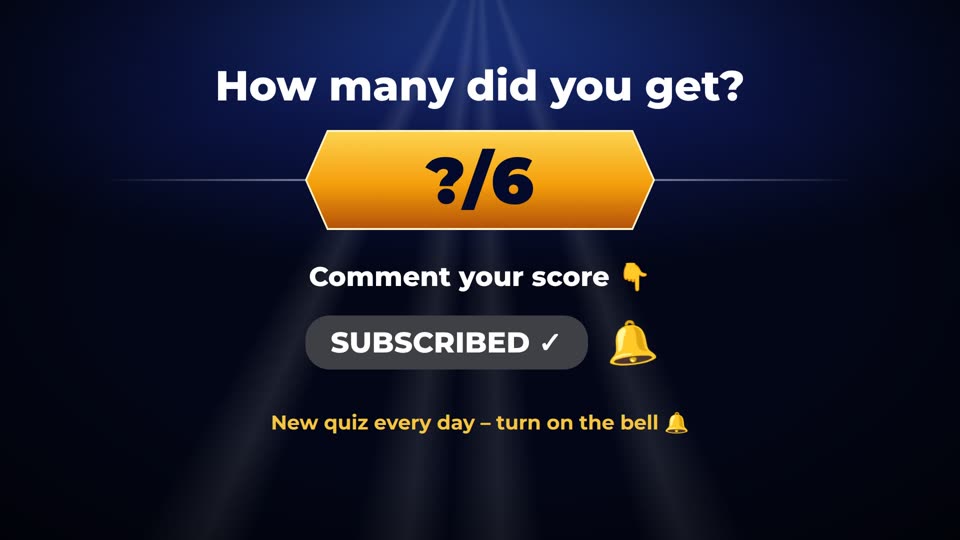 How many did you get?
?/6
Comment your score 👇
SUBSCRIBED ✓
New quiz every day – turn on the bell 🔔